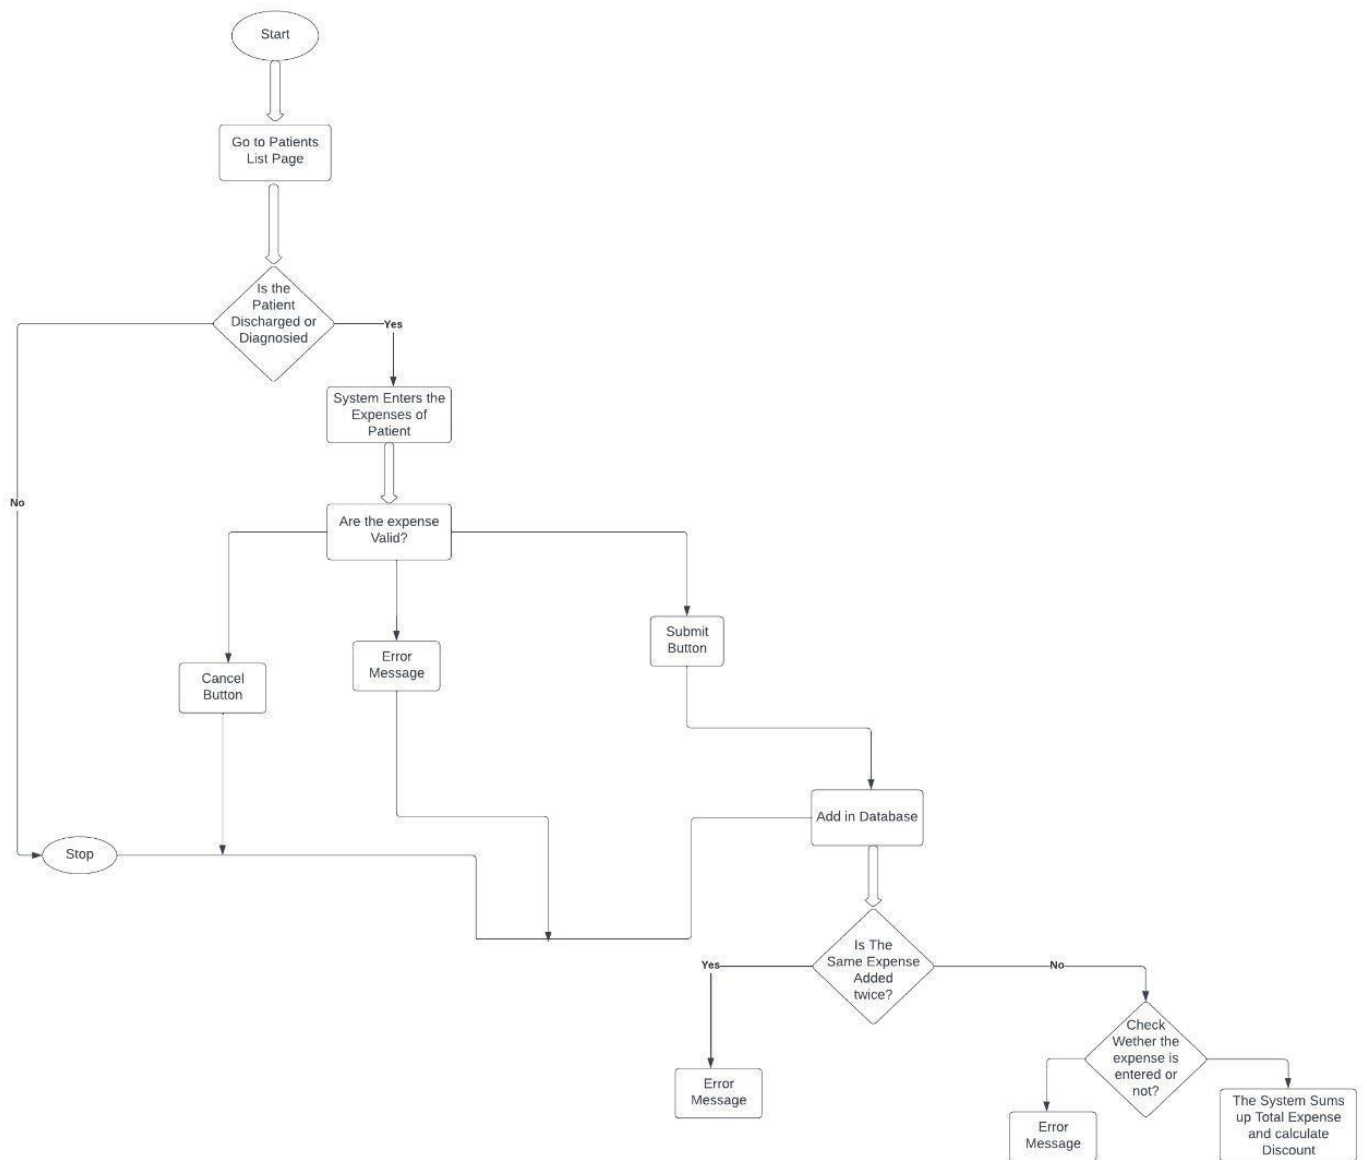 Start
Go to Patients
List Page
Is the
Patient
Discharged or
Diagnosied
Yes
System Enters the
Expenses of
Patient
No
Are the expense
Valid?
Submit
Button
Error
Message
Cancel
Button
Add in Database
Stop
Is The
Same Expense
Added
twice?
Yes
No
Check
Wether the
expense is
entered or
not?
Error
Message
Error
Message
The System Sums
up Total Expense
and calculate
Discount